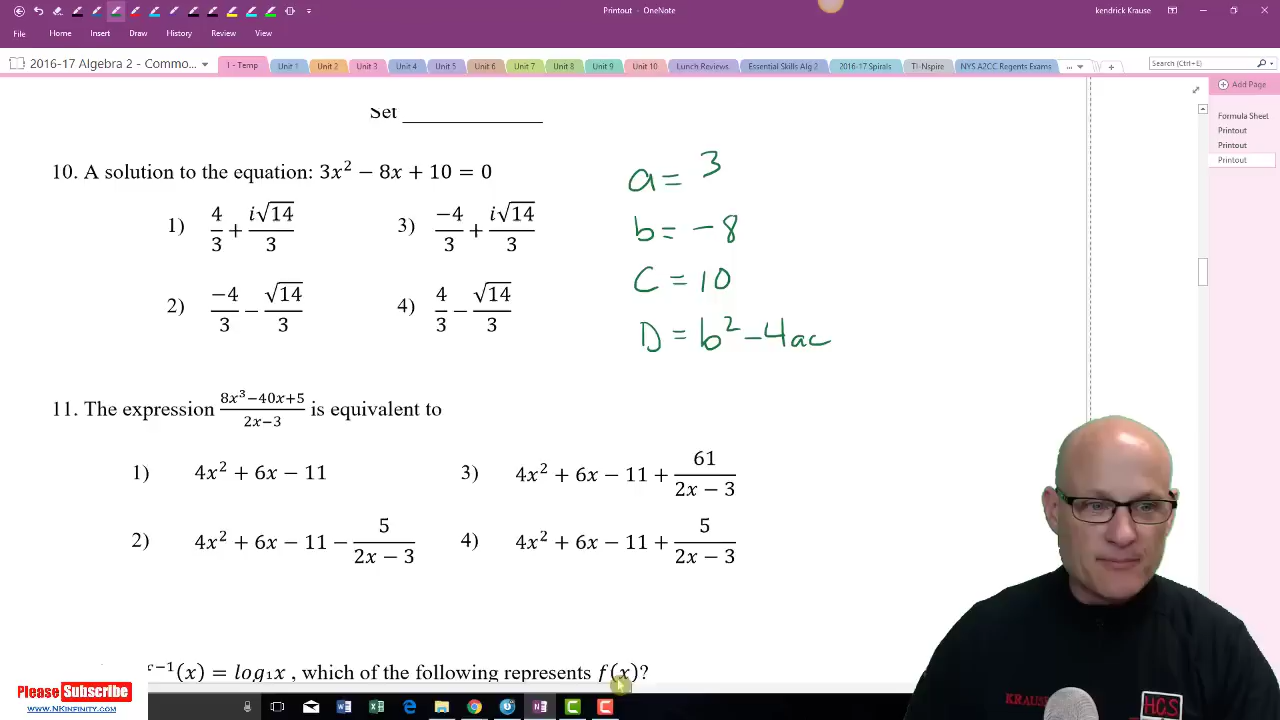 Printout - OneNote
kendrick Krause
File Home Insert Draw History Review View
2016-17 Algebra 2 - Commo... 1 - Temp Unit 1 Unit 2 Unit 3 Unit 4 Unit 5 Unit 6 Unit 7 Unit 8 Unit 9 Unit 10 Lunch Reviews. Essential Skills Alg 2 2016-17 Spirals TI-Nspire NYS A2CC Regents Exams ... Search (Ctrl+E)
Add Page
Formula Sheet
Printout
Printout
Printout
Set ____________
10. A solution to the equation: 3x² − 8x + 10 = 0
1) 4/3 + i√14/3 3) −4/3 + i√14/3
2) −4/3 − √14/3 4) 4/3 − √14/3
a = 3
b = −8
C = 10
D = b² − 4ac
11. The expression (8x³−40x+5)/(2x−3) is equivalent to
1) 4x² + 6x − 11 3) 4x² + 6x − 11 + 61/(2x − 3)
2) 4x² + 6x − 11 − 5/(2x − 3) 4) 4x² + 6x − 11 + 5/(2x − 3)
f⁻¹(x) = log₁x , which of the following represents f(x)?
Please Subscribe
www.NKinfinity.com
KRAUSE
H.C.S